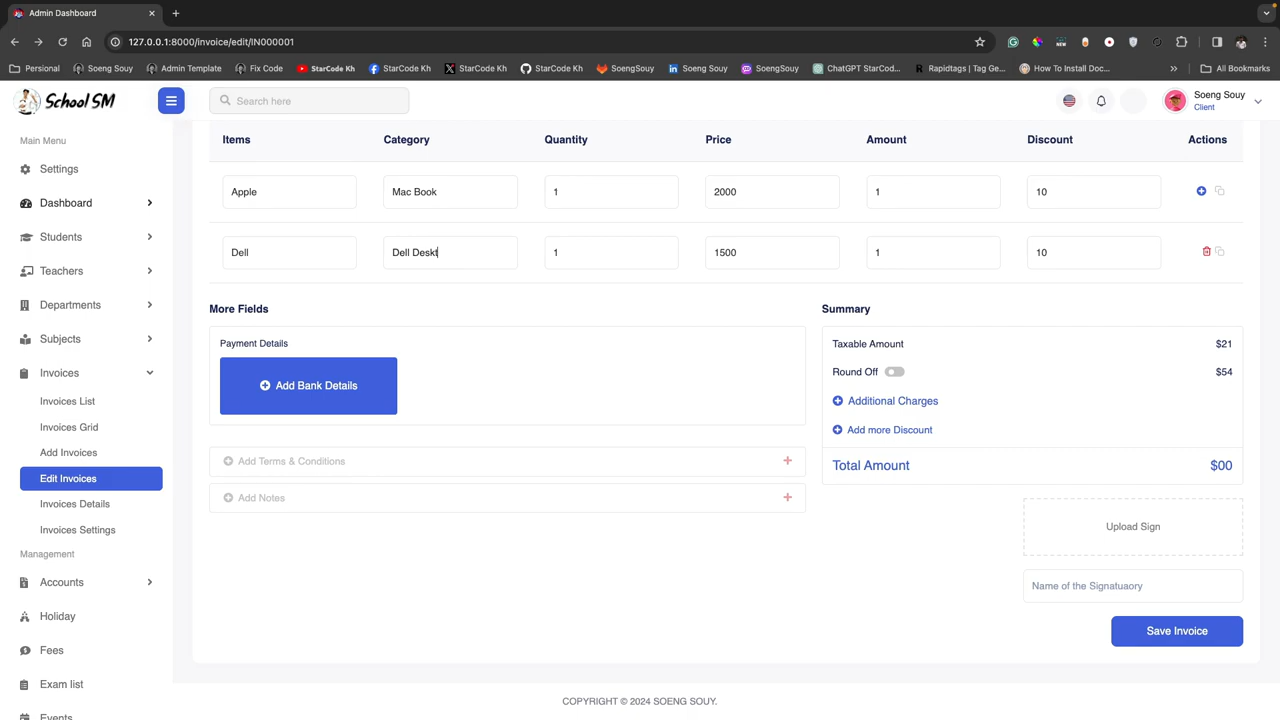 Admin Dashboard
127.0.0.1:8000/invoice/edit/IN000001
Personal Soeng Souy Admin Template Fix Code StarCode Kh StarCode Kh StarCode Kh StarCode Kh SoengSouy Soeng Souy SoengSouy ChatGPT StarCod... Rapidtags | Tag Ge... How To Install Doc... » All Bookmarks
School SM
Search here
Soeng Souy
Client
Main Menu
Settings
Dashboard
Students
Teachers
Departments
Subjects
Invoices
Invoices List
Invoices Grid
Add Invoices
Edit Invoices
Invoices Details
Invoices Settings
Management
Accounts
Holiday
Fees
Exam list
Events
Items Category Quantity Price Amount Discount Actions
Apple Mac Book 1 2000 1 10
Dell Dell Deskt 1 1500 1 10
More Fields
Payment Details
Add Bank Details
Add Terms & Conditions
Add Notes
Summary
Taxable Amount $21
Round Off $54
Additional Charges
Add more Discount
Total Amount $00
Upload Sign
Name of the Signatuaory
Save Invoice
COPYRIGHT © 2024 SOENG SOUY.